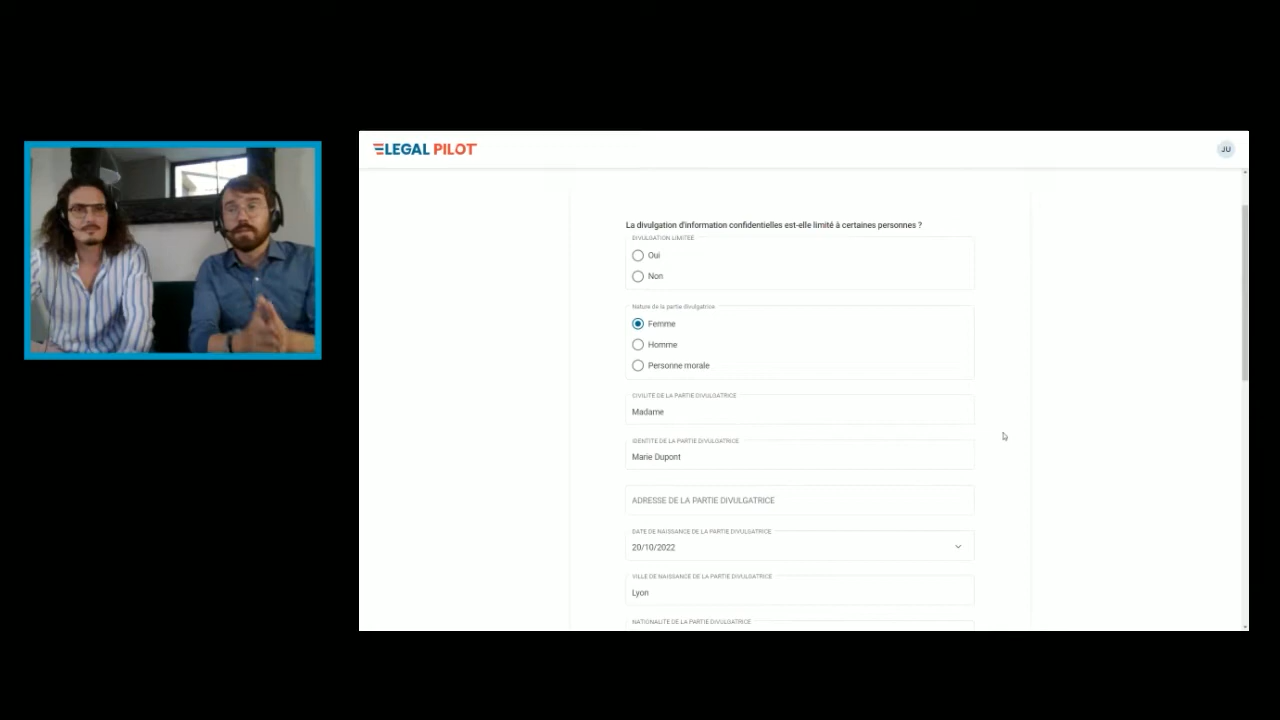 LEGAL PILOT
JU
La divulgation d'information confidentielles est-elle limité à certaines personnes ?
DIVULGATION LIMITÉE
Oui
Non
Nature de la partie divulgatrice
Femme
Homme
Personne morale
CIVILITÉ DE LA PARTIE DIVULGATRICE
Madame
IDENTITÉ DE LA PARTIE DIVULGATRICE
Marie Dupont
ADRESSE DE LA PARTIE DIVULGATRICE
DATE DE NAISSANCE DE LA PARTIE DIVULGATRICE
20/10/2022
VILLE DE NAISSANCE DE LA PARTIE DIVULGATRICE
Lyon
NATIONALITÉ DE LA PARTIE DIVULGATRICE